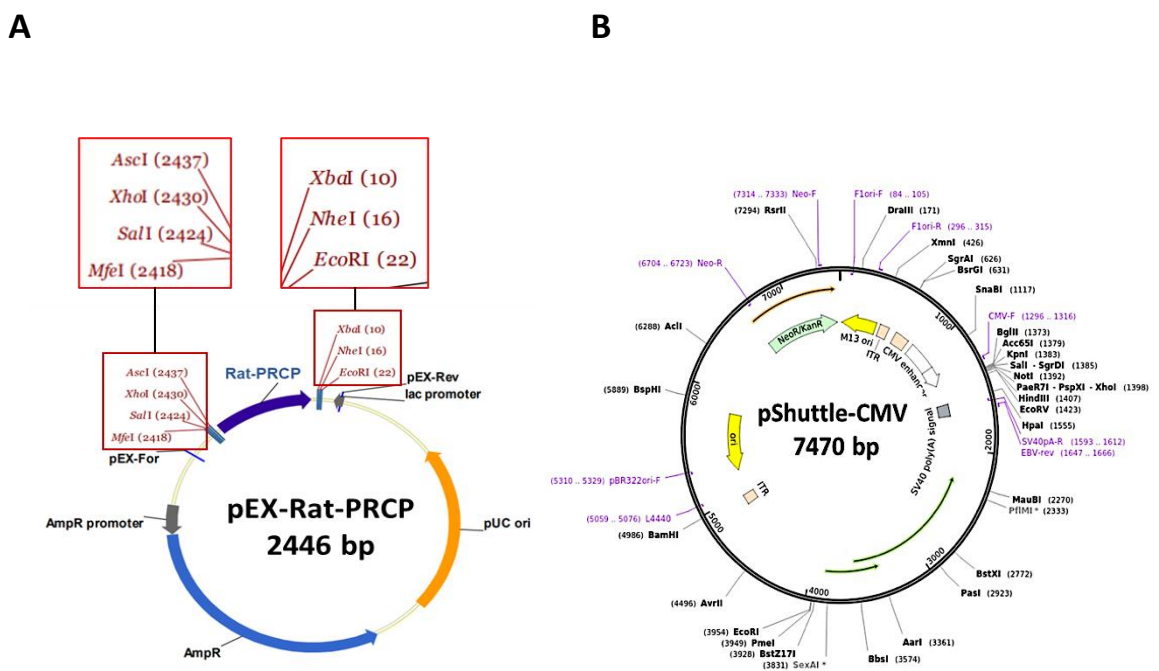 A
B
AscI (2437)
XhoI (2430)
SalI (2424)
MfeI (2418)
XbaI (10)
NheI (16)
EcoRI (22)
AscI (2437)
XhoI (2430)
SalI (2424)
MfeI (2418)
Rat-PRCP
XbaI (10)
NheI (16)
EcoRI (22)
pEX-Rev
lac promoter
pEX-For
AmpR promoter
pEX-Rat-PRCP
2446 bp
pUC ori
AmpR
(7314 .. 7333) Neo-F
(7294) RsrII
(6704 .. 6723) Neo-R
(6288) AclI
(5889) BspHI
(5310 .. 5329) pBR322ori-F
(5059 .. 5076) L4440
(4986) BamHI
(4496) AvrII
(3954) EcoRI
(3949) PmeI
(3928) BstZ17I
(3831) SexAI *
F1ori-F (84 .. 105)
DraIII (171)
F1ori-R (296 .. 315)
XmnI (426)
SgrAI (626)
BsrGI (631)
SnaBI (1117)
CMV-F (1296 .. 1316)
BglII (1373)
Acc65I (1379)
KpnI (1383)
SalI - SgrDI (1385)
NotI (1392)
PaeR7I - PspXI - XhoI (1398)
HindIII (1407)
EcoRV (1423)
HpaI (1555)
SV40pA-R (1593 .. 1612)
EBV-rev (1647 .. 1666)
MauBI (2270)
PflMI * (2333)
BstXI (2772)
PasI (2923)
AarI (3361)
BbsI (3574)
1000
2000
3000
4000
5000
6000
7000
NeoR/KanR
M13 ori
ITR
CMV enhancer
SV40 poly(A) signal
ori
ITR
pShuttle-CMV
7470 bp